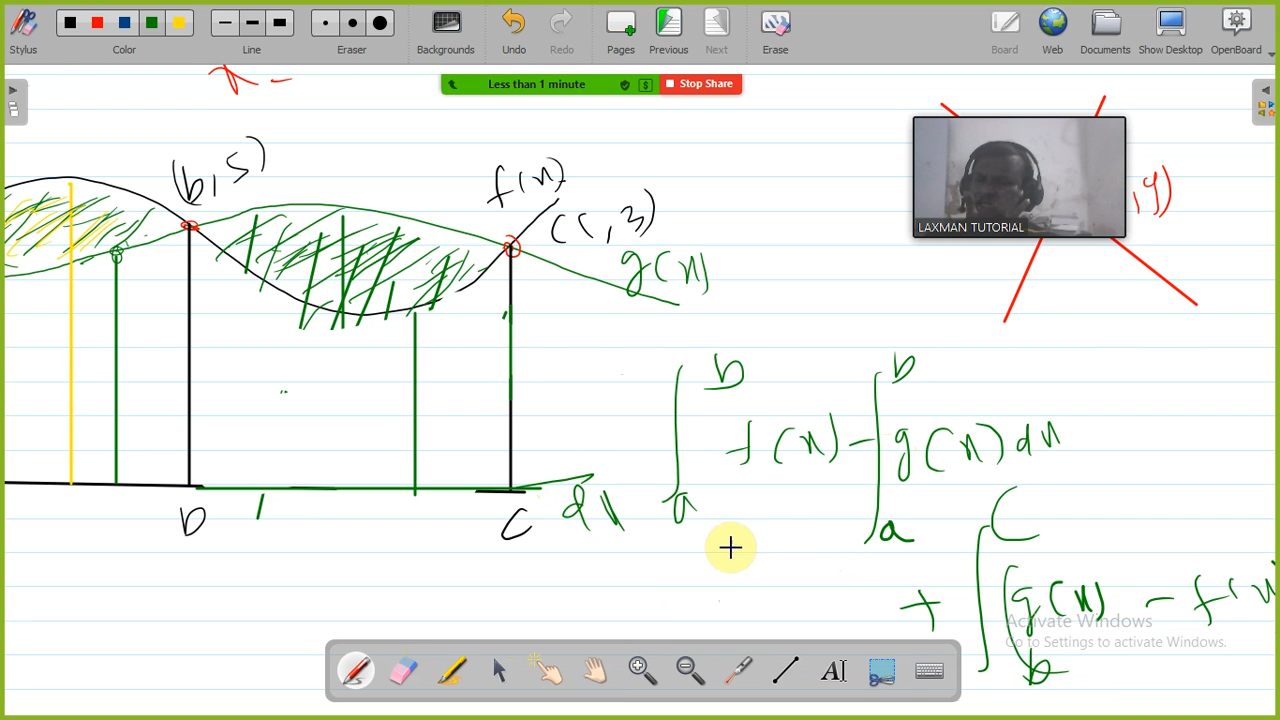 Stylus Color Line Eraser Backgrounds Undo Redo Pages Previous Next Erase Board Web Documents Show Desktop OpenBoard
Less than 1 minute Stop Share
x -
(b, 5)
f(x)
(c, 3)
g(x)
, y)
LAXMAN TUTORIAL
∫_a^b f(x) - ∫_a^b g(x) dx
b c dx
+ ∫_b^c (g(x) - f(x)
Activate Windows
Go to Settings to activate Windows.